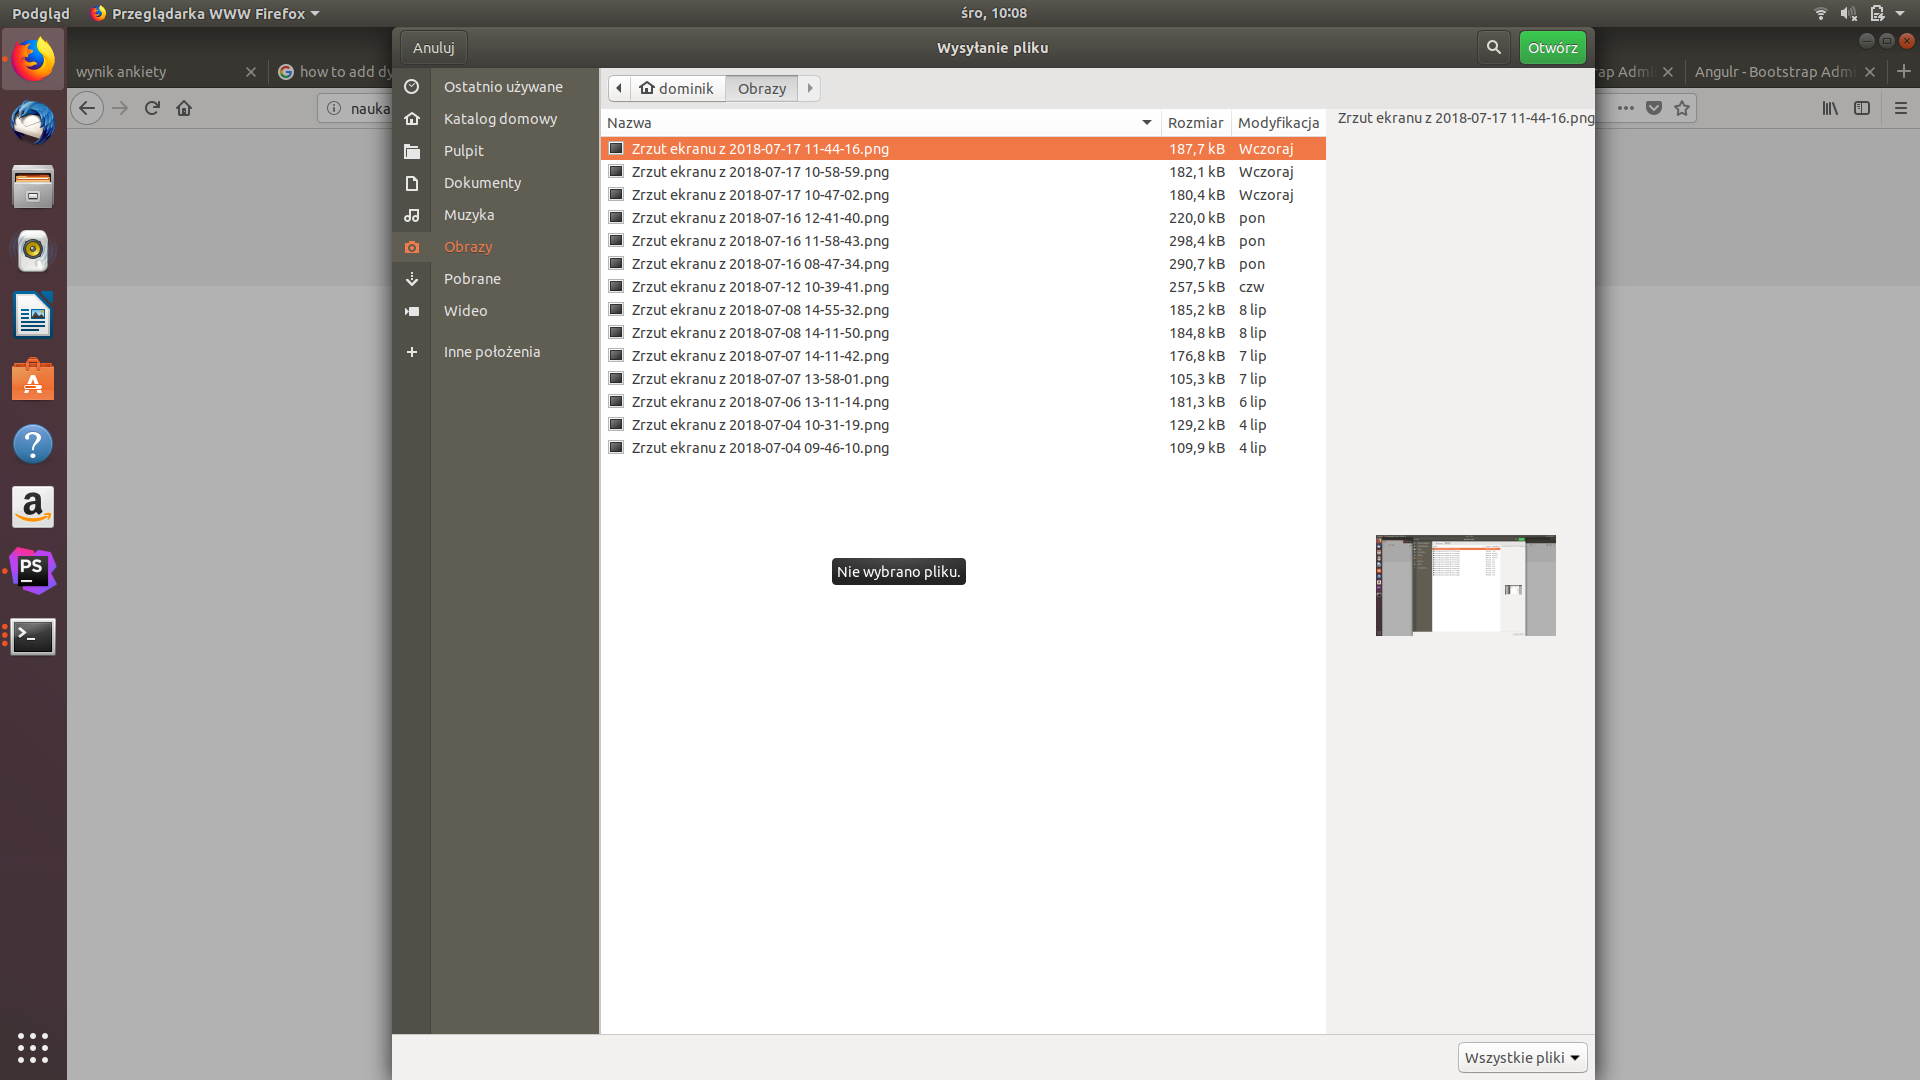 Podgląd Przeglądarka WWW Firefox śro, 10:08
Anuluj Wysyłanie pliku Otwórz
wynik ankiety how to add dy rap Admi Angulr - Bootstrap Admi
nauka
Ostatnio używane
Katalog domowy
Pulpit
Dokumenty
Muzyka
Obrazy
Pobrane
Wideo
Inne położenia
dominik Obrazy
Nazwa Rozmiar Modyfikacja
Zrzut ekranu z 2018-07-17 11-44-16.png 187,7 kB Wczoraj
Zrzut ekranu z 2018-07-17 10-58-59.png 182,1 kB Wczoraj
Zrzut ekranu z 2018-07-17 10-47-02.png 180,4 kB Wczoraj
Zrzut ekranu z 2018-07-16 12-41-40.png 220,0 kB pon
Zrzut ekranu z 2018-07-16 11-58-43.png 298,4 kB pon
Zrzut ekranu z 2018-07-16 08-47-34.png 290,7 kB pon
Zrzut ekranu z 2018-07-12 10-39-41.png 257,5 kB czw
Zrzut ekranu z 2018-07-08 14-55-32.png 185,2 kB 8 lip
Zrzut ekranu z 2018-07-08 14-11-50.png 184,8 kB 8 lip
Zrzut ekranu z 2018-07-07 14-11-42.png 176,8 kB 7 lip
Zrzut ekranu z 2018-07-07 13-58-01.png 105,3 kB 7 lip
Zrzut ekranu z 2018-07-06 13-11-14.png 181,3 kB 6 lip
Zrzut ekranu z 2018-07-04 10-31-19.png 129,2 kB 4 lip
Zrzut ekranu z 2018-07-04 09-46-10.png 109,9 kB 4 lip
Zrzut ekranu z 2018-07-17 11-44-16.png
Nie wybrano pliku.
PS
Wszystkie pliki